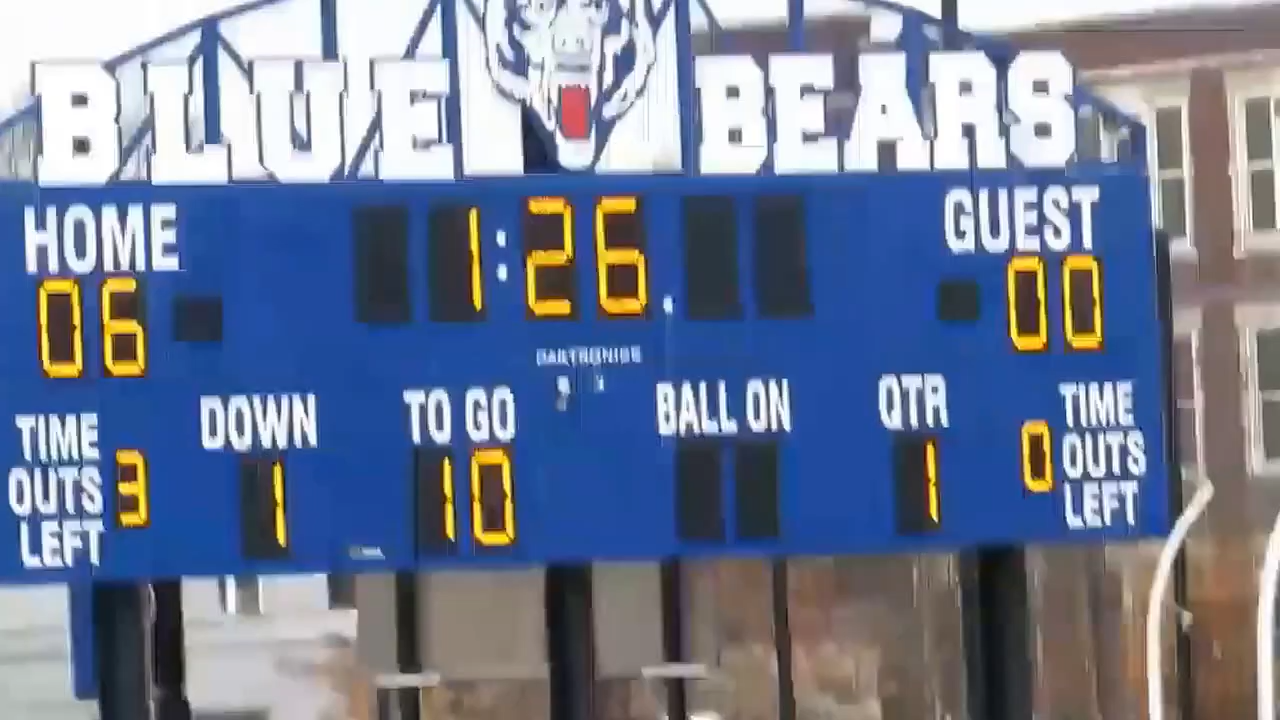 BLUE BEARS
HOME 1:26 GUEST
06 00
DAKTRONICS
DOWN TO GO BALL ON QTR
TIME OUTS LEFT 3 1 10 1 0 TIME OUTS LEFT